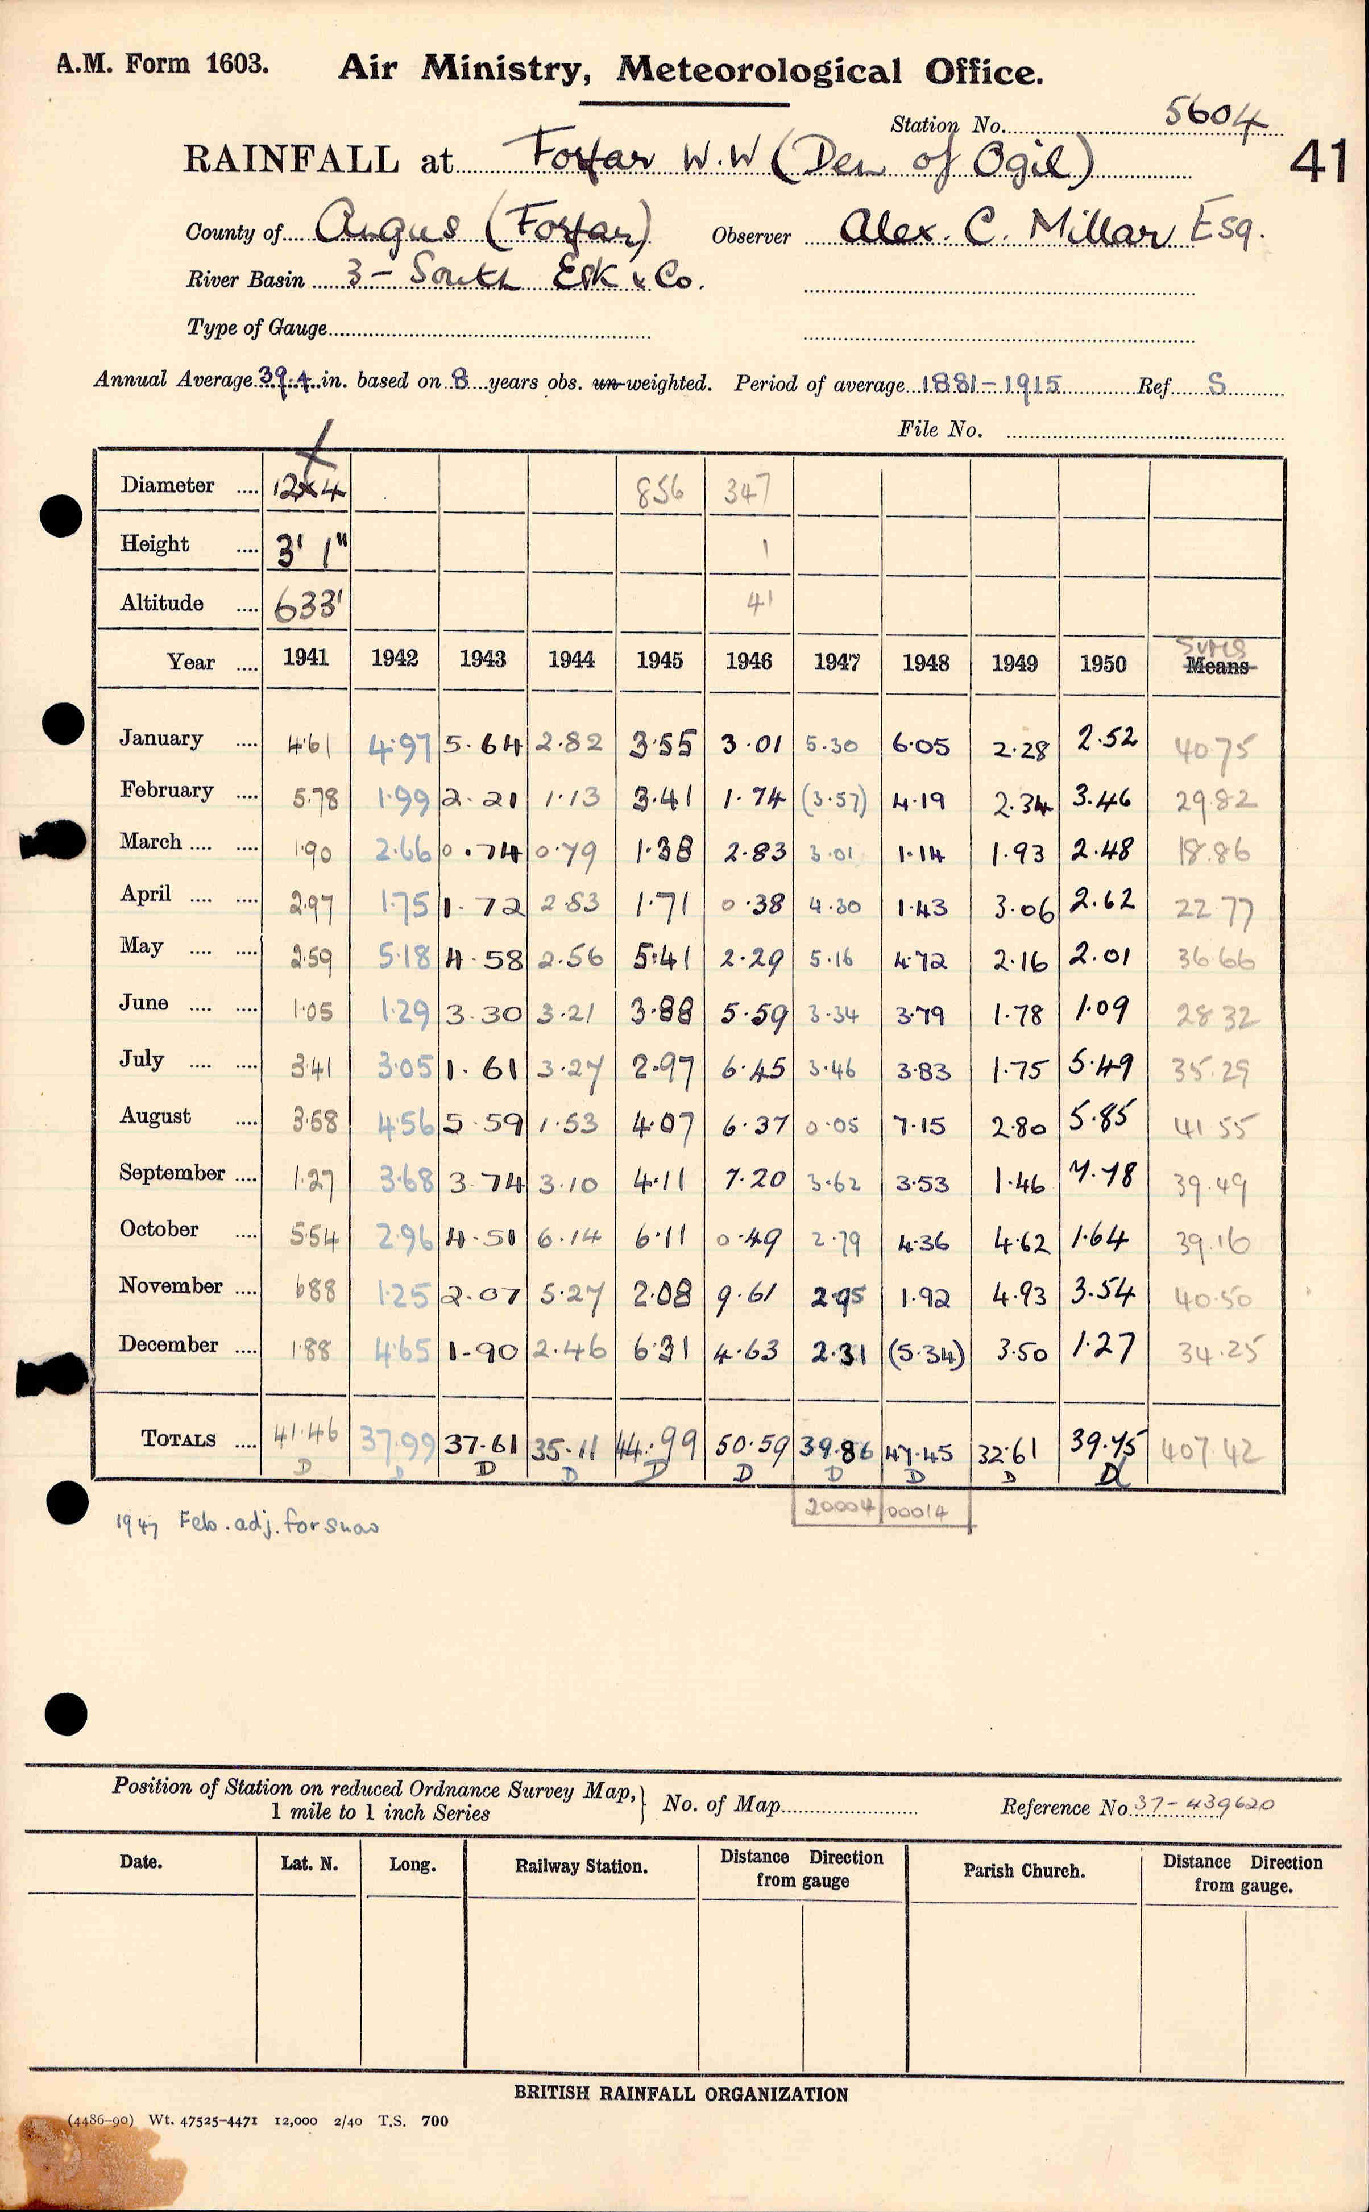 A.M. Form 1603. Air Ministry, Meteorological Office.
Station No. 5604
RAINFALL at Forfar W.W (Den of Ogil) 41
County of Angus (Forfar) Observer Alex. C. Millar Esq.
River Basin 3 - South Esk & Co.
Type of Gauge
Annual Average 39.4 in. based on 8 years obs. un-weighted. Period of average 1881-1915 Ref S
File No.
Diameter .... 12x4 856 347
Height .... 3' 1" 1
Altitude .... 633' 41
Year .... 1941 1942 1943 1944 1945 1946 1947 1948 1949 1950 Sums Means
January .... 4.61 4.97 5.64 2.82 3.55 3.01 5.30 6.05 2.28 2.52 40 75
February .... 5.78 1.99 2.21 1.13 3.41 1.74 (3.57) 4.19 2.34 3.46 29.82
March .... .... 1.90 2.66 0.74 0.79 1.38 2.83 3.01 1.14 1.93 2.48 18.86
April .... .... 2.97 1.75 1.72 2.83 1.71 0.38 4.30 1.43 3.06 2.62 22 77
May .... .... 2.59 5.18 4.58 2.56 5.41 2.29 5.16 4.72 2.16 2.01 36.66
June .... .... 1.05 1.29 3.30 3.21 3.88 5.59 3.34 3.79 1.78 1.09 28 32
July .... .... 3.41 3.05 1.61 3.27 2.97 6.45 3.46 3.83 1.75 5.49 35.29
August .... 3.58 4.56 5.59 1.53 4.07 6.37 0.05 7.15 2.80 5.85 41 55
September .... 1.27 3.68 3.74 3.10 4.11 7.20 3.62 3.53 1.46 7.78 39.49
October .... 5.54 2.96 4.51 6.14 6.11 0.49 2.79 4.36 4.62 1.64 39.16
November .... 6.88 1.25 2.07 5.27 2.08 9.61 2.95 1.92 4.93 3.54 40.50
December .... 1.88 4.65 1.90 2.46 6.31 4.63 2.31 (5.34) 3.50 1.27 34.25
TOTALS .... 41.46 37.99 37.61 35.11 44.99 50.59 39.86 47.45 32.61 39.75 407.42
D D D D D D D D D D
20004 00014
1947 Feb. adj. for snow
Position of Station on reduced Ordnance Survey Map, 1 mile to 1 inch Series } No. of Map Reference No. 37-439620
Date. Lat. N. Long. Railway Station. Distance Direction from gauge Parish Church. Distance Direction from gauge.
BRITISH RAINFALL ORGANIZATION
(4486-90) Wt. 47525-4471 12,000 2/40 T.S. 700